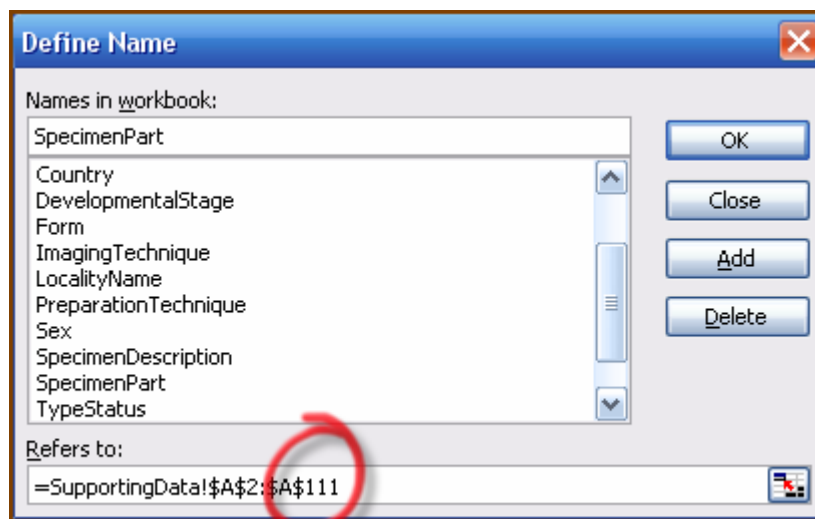 Define Name
Names in workbook:
SpecimenPart
OK
Country
DevelopmentalStage
Close
Form
ImagingTechnique
Add
LocalityName
PreparationTechnique
Delete
Sex
SpecimenDescription
SpecimenPart
TypeStatus
Refers to:
=SupportingData!$A$2:$A$111